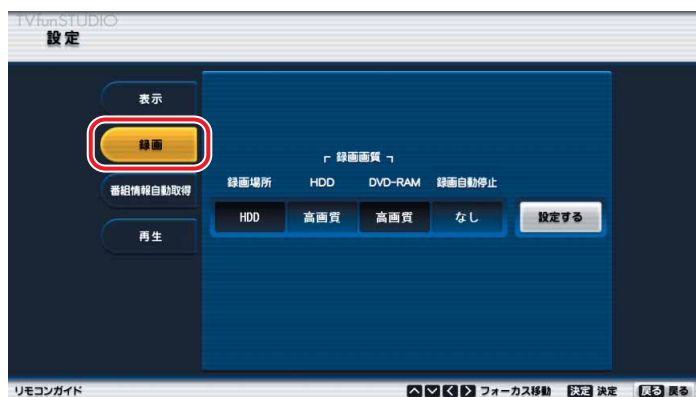 TVfunSTUDIO
設定
表示
録画
番組情報自動取得
再生
┌ 録画画質 ┐
録画場所 HDD DVD-RAM 録画自動停止
HDD 高画質 高画質 なし 設定する
リモコンガイド フォーカス移動 決定 決定 戻る 戻る